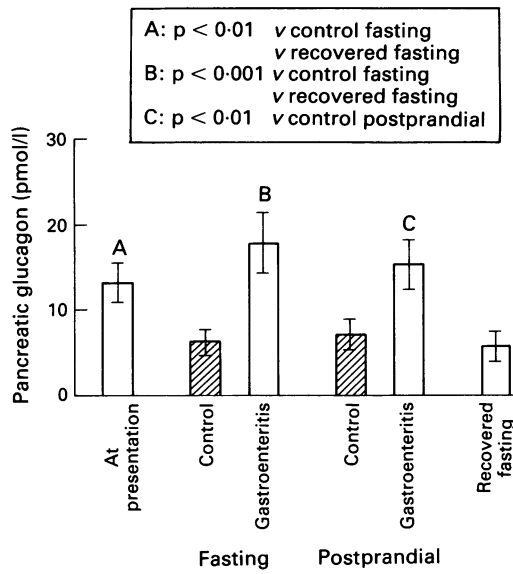 A: p < 0·01 v control fasting
v recovered fasting
B: p < 0·001 v control fasting
v recovered fasting
C: p < 0·01 v control postprandial
Pancreatic glucagon (pmol/l)
30
20
10
0
A
B
C
At
presentation
Control
Gastroenteritis
Control
Gastroenteritis
Recovered
fasting
Fasting
Postprandial